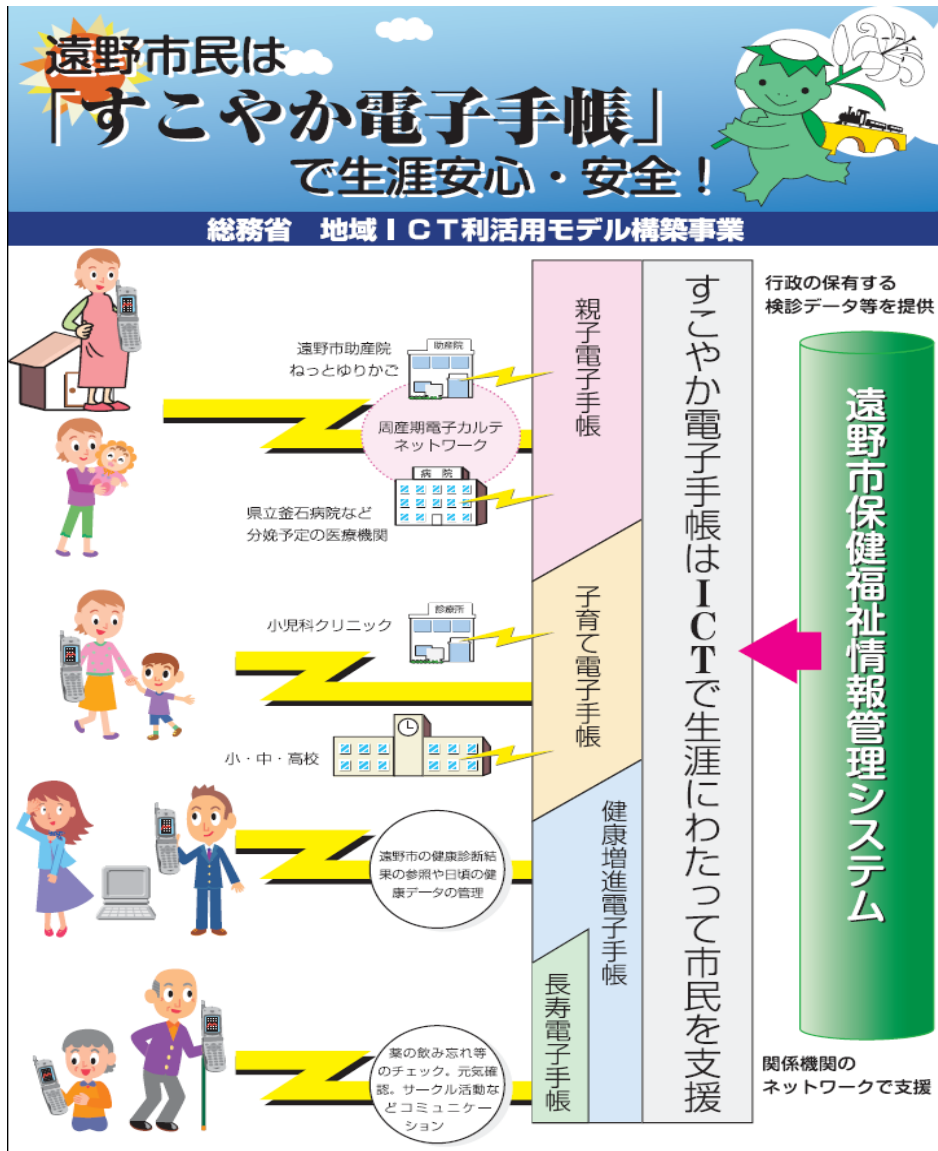 遠野市民は
「すこやか電子手帳」
で生涯安心・安全！
総務省　地域ＩＣＴ利活用モデル構築事業
遠野市助産院
ねっとゆりかご
助産院
周産期電子カルテ
ネットワーク
病 院
県立釜石病院など
分娩予定の医療機関
小児科クリニック
診療所
小・中・高校
遠野市の健康診断結
果の参照や日頃の健
康データの管理
薬の飲み忘れ等
のチェック。元気確
認。サークル活動な
どコミュニケー
ション
親子電子手帳
子育て電子手帳
健康増進電子手帳
長寿電子手帳
すこやか電子手帳はICTで生涯にわたって市民を支援
行政の保有する
検診データ等を提供
遠野市保健福祉情報管理システム
関係機関の
ネットワークで支援